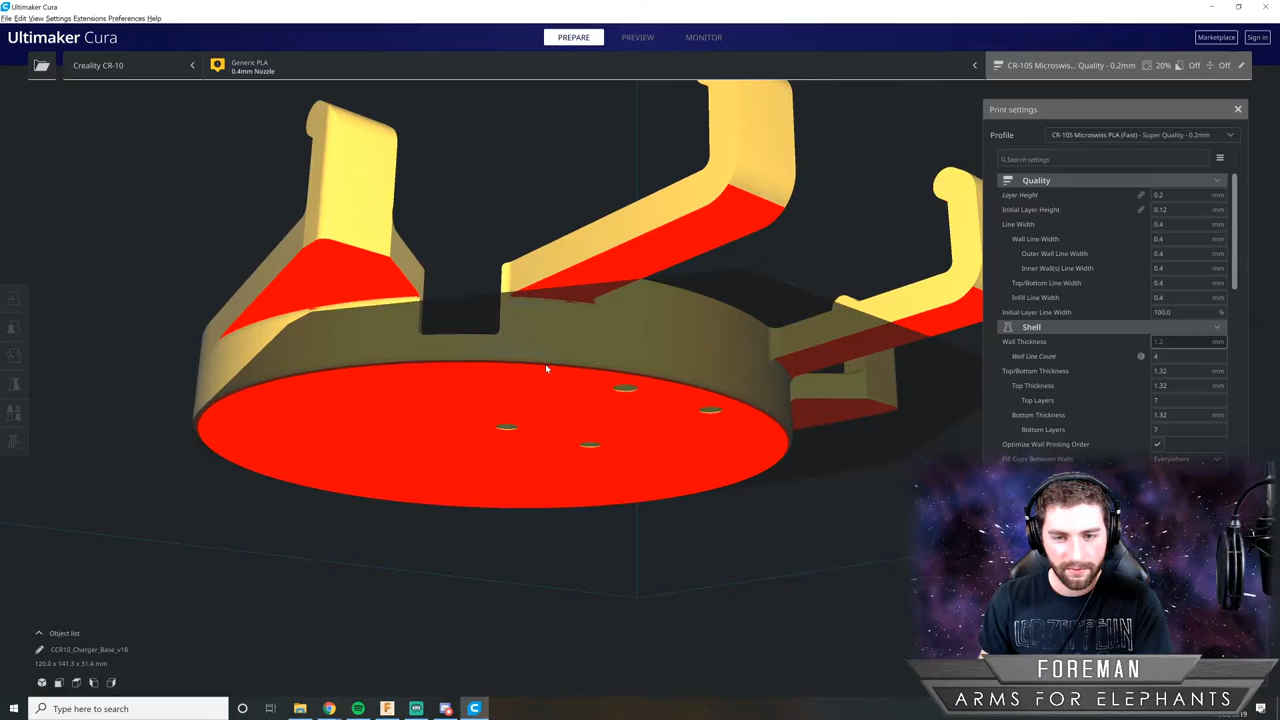 Ultimaker Cura
File Edit View Settings Extensions Preferences Help
Ultimaker Cura
PREPARE
PREVIEW
MONITOR
Marketplace
Sign in
Creality CR-10
Generic PLA
0.4mm Nozzle
CR-10S Microswis... Quality - 0.2mm
20%
Off
Off
Print settings
Profile
CR-10S Microswiss PLA (Fast) - Super Quality - 0.2mm
Search settings
Quality
Layer Height 0.2 mm
Initial Layer Height 0.12 mm
Line Width 0.4 mm
Wall Line Width 0.4 mm
Outer Wall Line Width 0.4 mm
Inner Wall(s) Line Width 0.4 mm
Top/Bottom Line Width 0.4 mm
Infill Line Width 0.4 mm
Initial Layer Line Width 100.0 %
Shell
Wall Thickness 1.2 mm
Wall Line Count 4
Top/Bottom Thickness 1.32 mm
Top Thickness 1.32 mm
Top Layers 7
Bottom Thickness 1.32 mm
Bottom Layers 7
Optimize Wall Printing Order
Fill Gaps Between Walls Everywhere
Object list
CCR10_Charger_Base_v18
120.0 x 141.3 x 31.4 mm
LED ZEPPELIN
FOREMAN
ARMS FOR ELEPHANTS
Type here to search